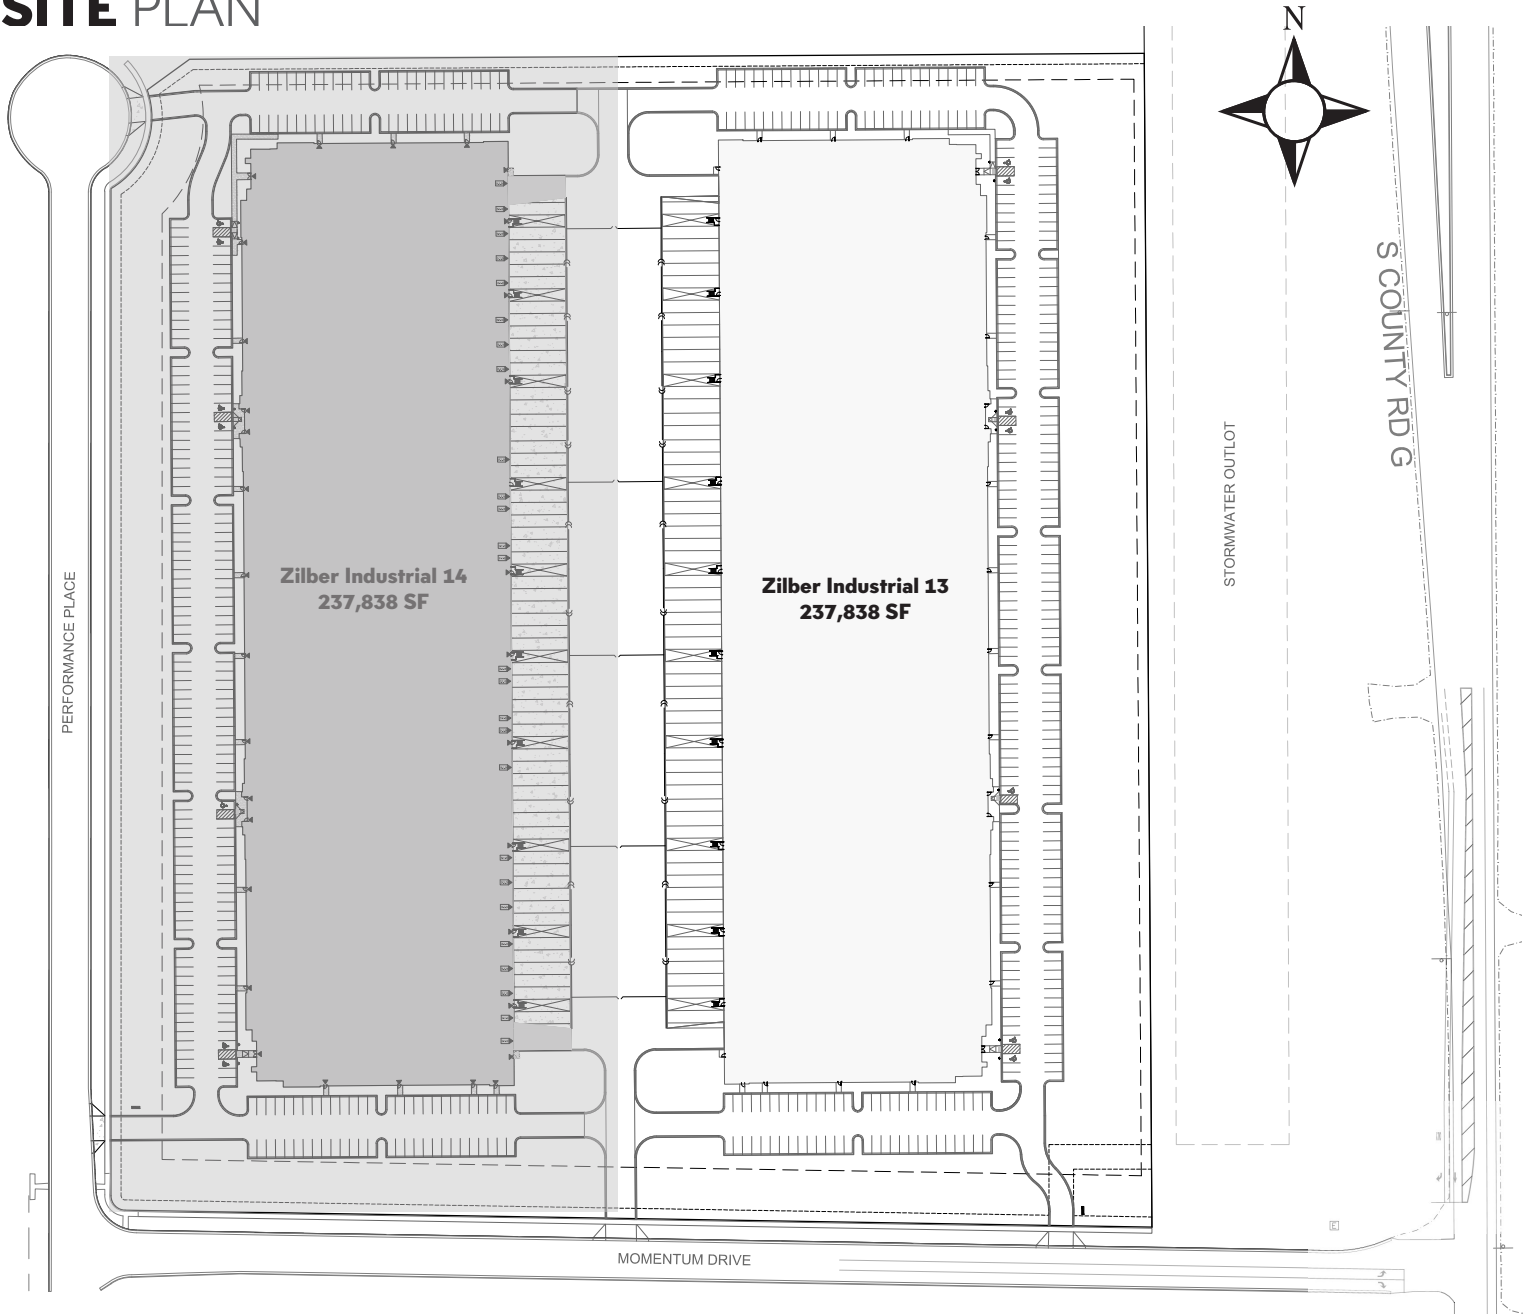 SITE PLAN
N
S COUNTY RD G
STORMWATER OUTLOT
Zilber Industrial 14
237,838 SF
Zilber Industrial 13
237,838 SF
PERFORMANCE PLACE
MOMENTUM DRIVE